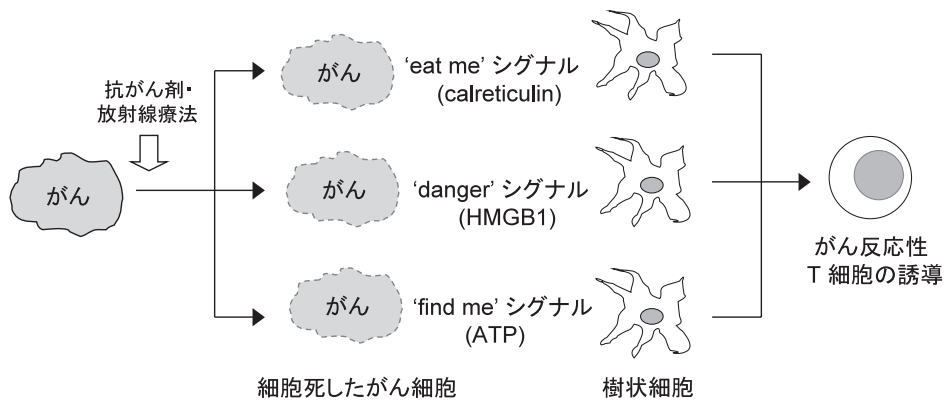 がん
抗がん剤・
放射線療法
がん
'eat me' シグナル
(calreticulin)
がん
'danger' シグナル
(HMGB1)
がん
'find me' シグナル
(ATP)
細胞死したがん細胞
樹状細胞
がん反応性
T 細胞の誘導